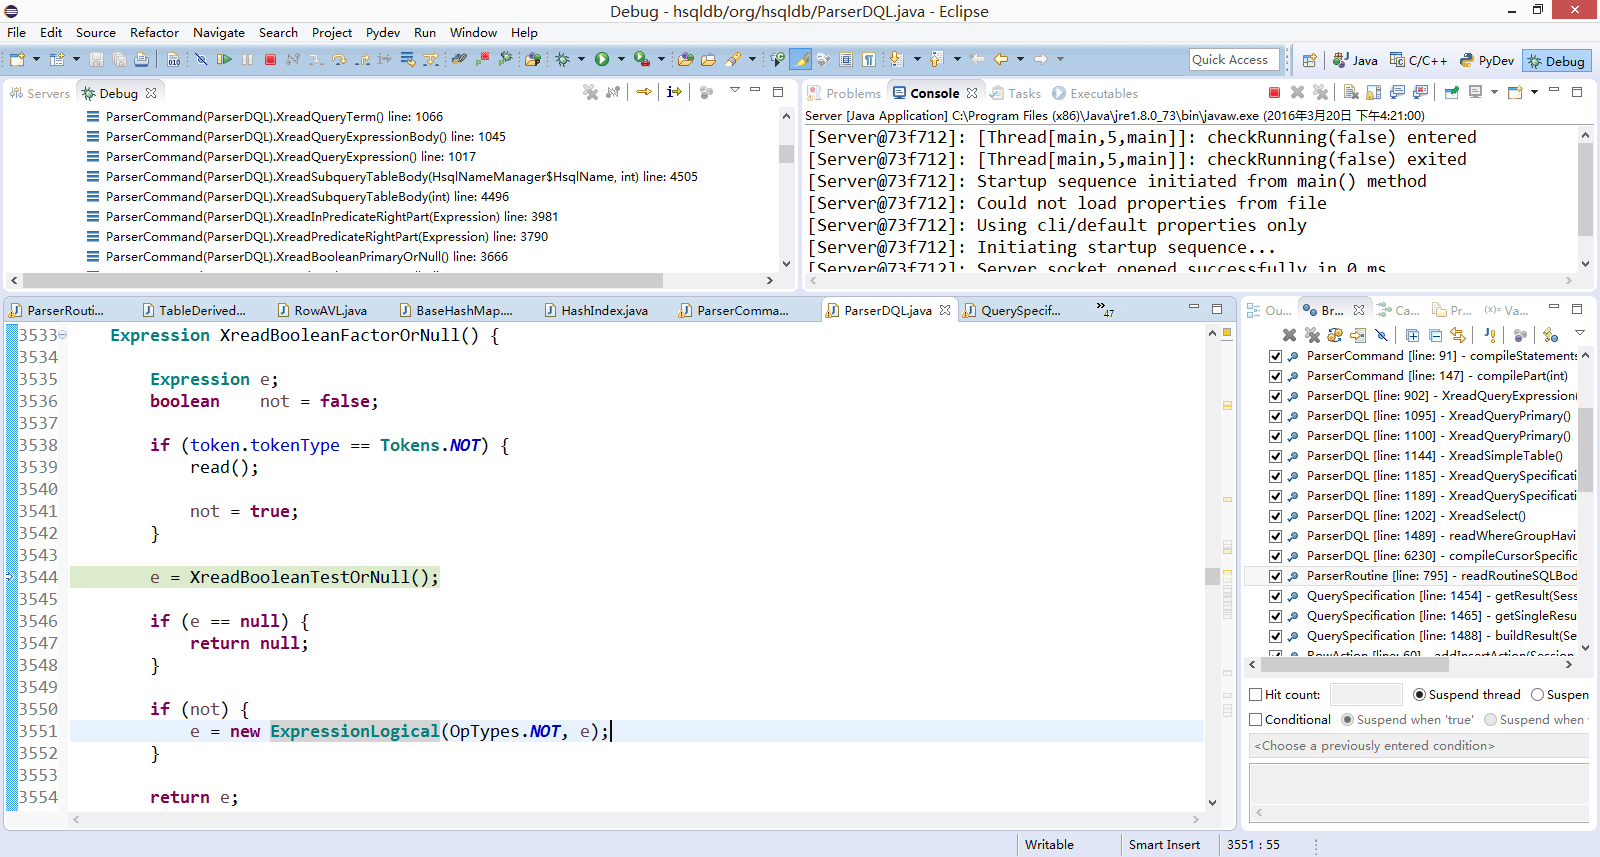 Debug - hsqldb/org/hsqldb/ParserDQL.java - Eclipse
File Edit Source Refactor Navigate Search Project Pydev Run Window Help
Quick Access Java C/C++ PyDev Debug
Servers Debug
ParserCommand(ParserDQL).XreadQueryTerm() line: 1066
ParserCommand(ParserDQL).XreadQueryExpressionBody() line: 1045
ParserCommand(ParserDQL).XreadQueryExpression() line: 1017
ParserCommand(ParserDQL).XreadSubqueryTableBody(HsqlNameManager$HsqlName, int) line: 4505
ParserCommand(ParserDQL).XreadSubqueryTableBody(int) line: 4496
ParserCommand(ParserDQL).XreadInPredicateRightPart(Expression) line: 3981
ParserCommand(ParserDQL).XreadPredicateRightPart(Expression) line: 3790
ParserCommand(ParserDQL).XreadBooleanPrimaryOrNull() line: 3666
Problems Console Tasks Executables
Server [Java Application] C:\Program Files (x86)\Java\jre1.8.0_73\bin\javaw.exe (2016年3月20日 下午4:21:00)
[Server@73f712]: [Thread[main,5,main]]: checkRunning(false) entered
[Server@73f712]: [Thread[main,5,main]]: checkRunning(false) exited
[Server@73f712]: Startup sequence initiated from main() method
[Server@73f712]: Could not load properties from file
[Server@73f712]: Using cli/default properties only
[Server@73f712]: Initiating startup sequence...
[Server@73f712]: Server socket opened successfully in 0 ms.
ParserRouti... TableDerived... RowAVL.java BaseHashMap.... HashIndex.java ParserComma... ParserDQL.java QuerySpecif... »47
3533 Expression XreadBooleanFactorOrNull() {
3534
3535 Expression e;
3536 boolean not = false;
3537
3538 if (token.tokenType == Tokens.NOT) {
3539 read();
3540
3541 not = true;
3542 }
3543
3544 e = XreadBooleanTestOrNull();
3545
3546 if (e == null) {
3547 return null;
3548 }
3549
3550 if (not) {
3551 e = new ExpressionLogical(OpTypes.NOT, e);
3552 }
3553
3554 return e;
Ou... Br... Ca... Pr... (x)= Va...
ParserCommand [line: 91] - compileStatements
ParserCommand [line: 147] - compilePart(int)
ParserDQL [line: 902] - XreadQueryExpression(
ParserDQL [line: 1095] - XreadQueryPrimary()
ParserDQL [line: 1100] - XreadQueryPrimary()
ParserDQL [line: 1144] - XreadSimpleTable()
ParserDQL [line: 1185] - XreadQuerySpecificati
ParserDQL [line: 1189] - XreadQuerySpecificati
ParserDQL [line: 1202] - XreadSelect()
ParserDQL [line: 1489] - readWhereGroupHavi
ParserDQL [line: 6230] - compileCursorSpecific
ParserRoutine [line: 795] - readRoutineSQLBod
QuerySpecification [line: 1454] - getResult(Sess
QuerySpecification [line: 1465] - getSingleResu
QuerySpecification [line: 1488] - buildResult(Se
RowAction [line: 60] - addInsertAction(Session
Hit count: Suspend thread Suspen
Conditional Suspend when 'true' Suspend when
<Choose a previously entered condition>
Writable Smart Insert 3551 : 55